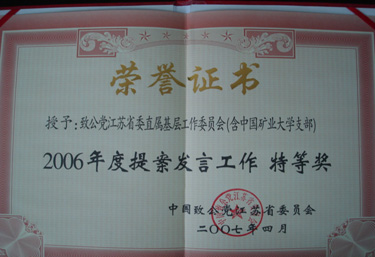 荣誉证书
授予：致公党江苏省委直属基层工作委员会(含中国矿业大学支部)
2006年度提案发言工作 特等奖
中国致公党江苏省委员会
二〇〇七年四月